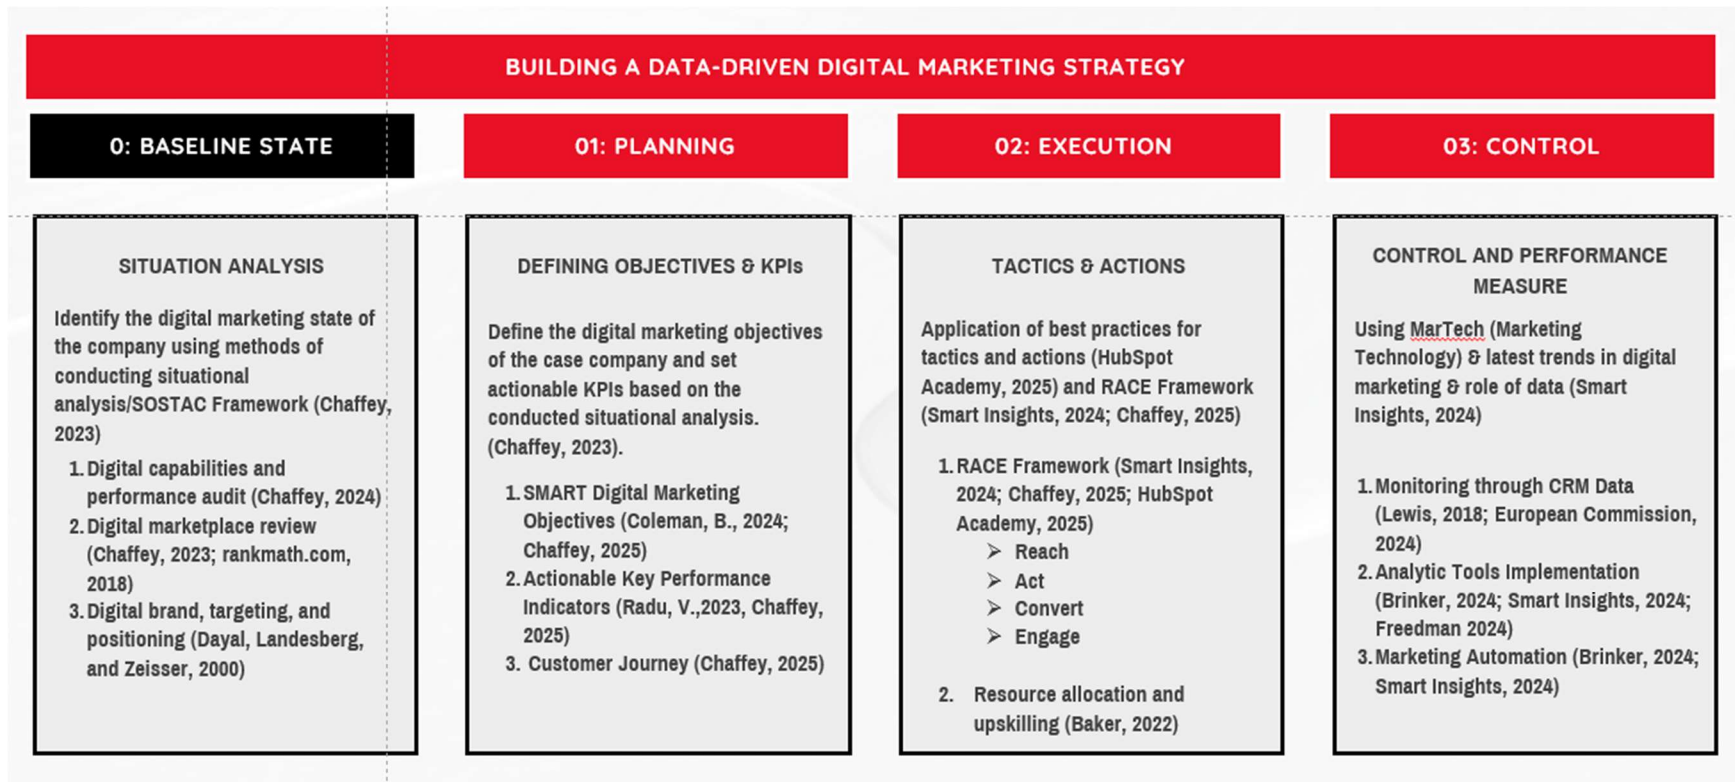 BUILDING A DATA-DRIVEN DIGITAL MARKETING STRATEGY
0: BASELINE STATE
01: PLANNING
02: EXECUTION
03: CONTROL
SITUATION ANALYSIS
Identify the digital marketing state of
the company using methods of
conducting situational
analysis/SOSTAC Framework (Chaffey,
2023)
1. Digital capabilities and
performance audit (Chaffey, 2024)
2. Digital marketplace review
(Chaffey, 2023; rankmath.com,
2018)
3. Digital brand, targeting, and
positioning (Dayal, Landesberg,
and Zeisser, 2000)
DEFINING OBJECTIVES & KPIs
Define the digital marketing objectives
of the case company and set
actionable KPIs based on the
conducted situational analysis.
(Chaffey, 2023).
1. SMART Digital Marketing
Objectives (Coleman, B., 2024;
Chaffey, 2025)
2. Actionable Key Performance
Indicators (Radu, V.,2023, Chaffey,
2025)
3. Customer Journey (Chaffey, 2025)
TACTICS & ACTIONS
Application of best practices for
tactics and actions (HubSpot
Academy, 2025) and RACE Framework
(Smart Insights, 2024; Chaffey, 2025)
1. RACE Framework (Smart Insights,
2024; Chaffey, 2025; HubSpot
Academy, 2025)
➢ Reach
➢ Act
➢ Convert
➢ Engage
2. Resource allocation and
upskilling (Baker, 2022)
CONTROL AND PERFORMANCE
MEASURE
Using MarTech (Marketing
Technology) & latest trends in digital
marketing & role of data (Smart
Insights, 2024)
1. Monitoring through CRM Data
(Lewis, 2018; European Commission,
2024)
2. Analytic Tools Implementation
(Brinker, 2024; Smart Insights, 2024;
Freedman 2024)
3. Marketing Automation (Brinker, 2024;
Smart Insights, 2024)